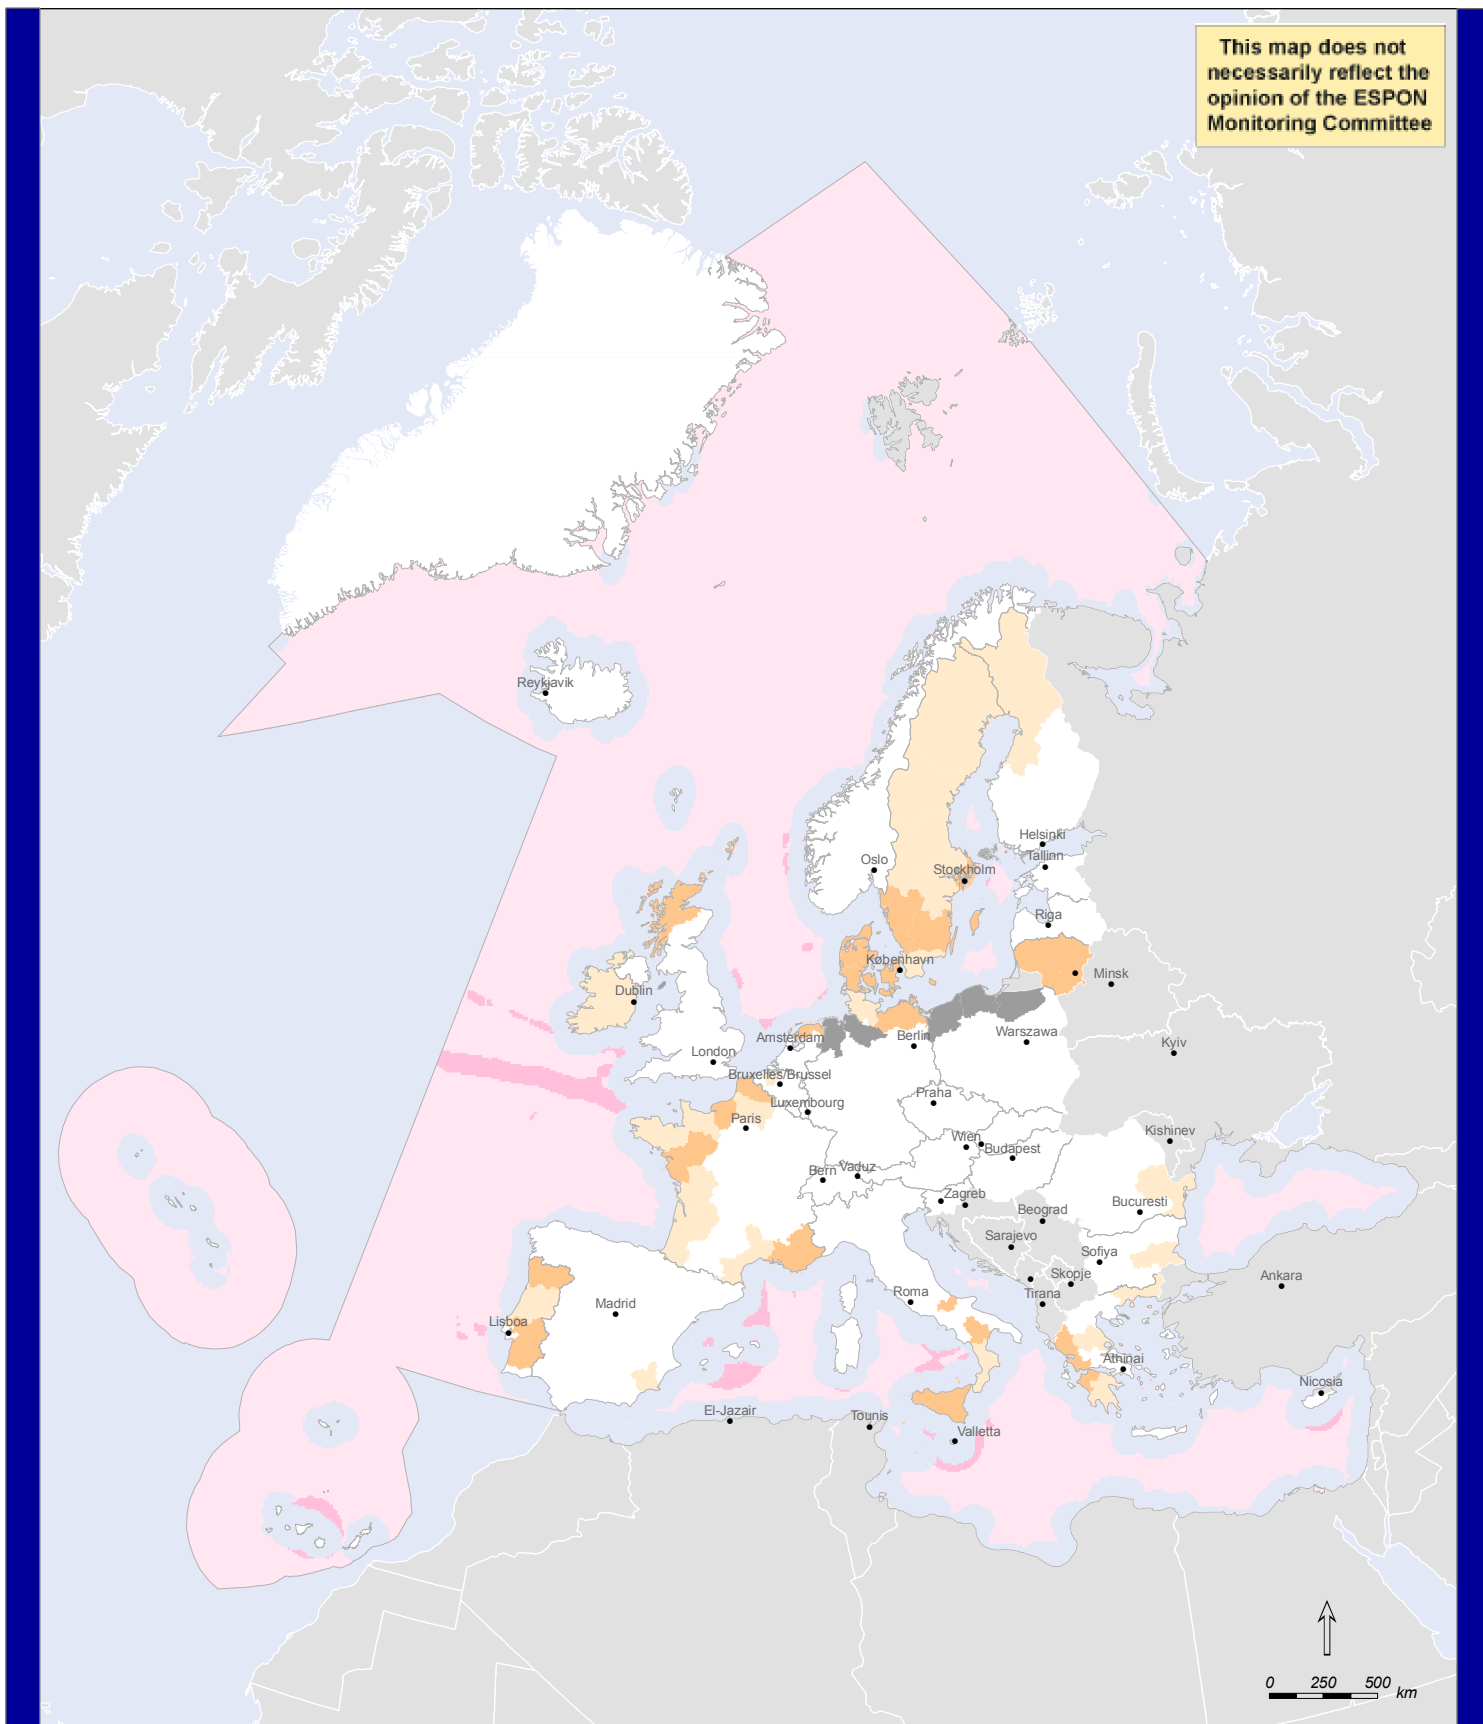 This map does not
necessarily reflect the
opinion of the ESPON
Monitoring Committee
Reykjavik
Helsinki
Tallinn
Oslo
Stockholm
Riga
København
Minsk
Dublin
Amsterdam
Berlin
Warszawa
London
Kyiv
Bruxelles/Brussel
Praha
Luxembourg
Paris
Kishinev
Wien
Budapest
Bern
Vaduz
Zagreb
Bucuresti
Beograd
Sarajevo
Sofiya
Skopje
Ankara
Roma
Tirana
Madrid
Lisboa
Athinai
Nicosia
El-Jazair
Tounis
Valletta
0 250 500
km